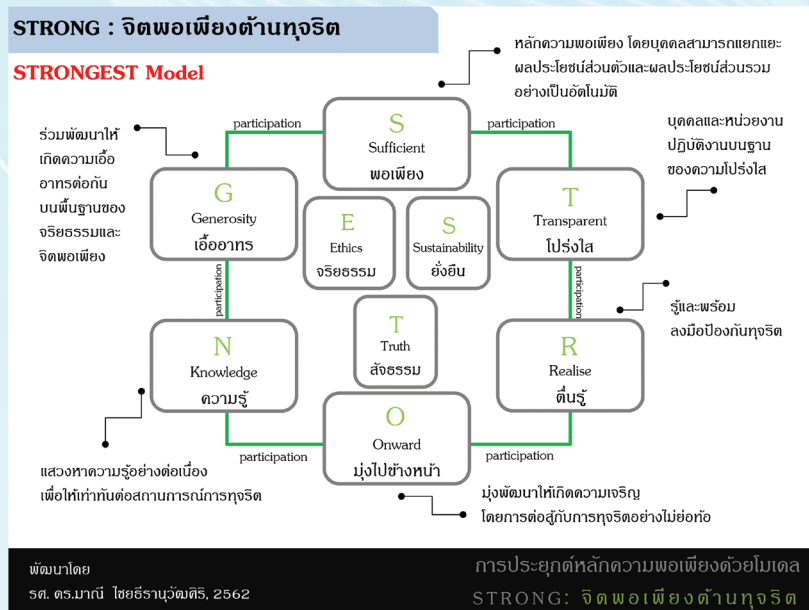 STRONG : จิตพอเพียงต้านทุจริต
STRONGEST Model
หลักความพอเพียง โดยบุคคลสามารถแยกแยะ
ผลประโยชน์ส่วนตัวและผลประโยชน์ส่วนรวม
อย่างเป็นอัตโนมัติ
participation
S
Sufficient
พอเพียง
participation
ร่วมพัฒนาให้
เกิดความเอื้อ
อาทรต่อกัน
บนพื้นฐานของ
จริยธรรมและ
จิตพอเพียง
บุคคลและหน่วยงาน
ปฏิบัติงานบนฐาน
ของความโปร่งใส
G
Generosity
เอื้ออาทร
E
Ethics
จริยธรรม
S
Sustainability
ยั่งยืน
T
Transparent
โปร่งใส
participation
participation
รู้และพร้อม
ลงมือป้องกันทุจริต
N
Knowledge
ความรู้
T
Truth
สัจธรรม
R
Realise
ตื่นรู้
O
Onward
มุ่งไปข้างหน้า
participation
participation
แสวงหาความรู้อย่างต่อเนื่อง
เพื่อให้เท่าทันต่อสถานการณ์การทุจริต
มุ่งพัฒนาให้เกิดความเจริญ
โดยการต่อสู้กับการทุจริตอย่างไม่ย่อท้อ
พัฒนาโดย
รศ. ดร.มาณี ไชยธีรานุวัฒศิริ, 2562
การประยุกต์หลักความพอเพียงด้วยโมเดล
STRONG: จิตพอเพียงต้านทุจริต